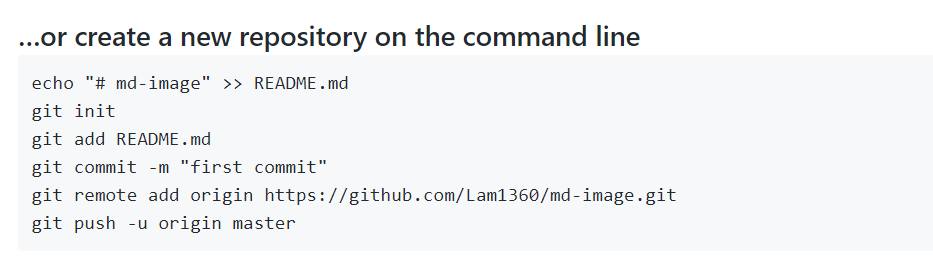 ...or create a new repository on the command line
echo "# md-image" >> README.md
git init
git add README.md
git commit -m "first commit"
git remote add origin https://github.com/Lam1360/md-image.git
git push -u origin master